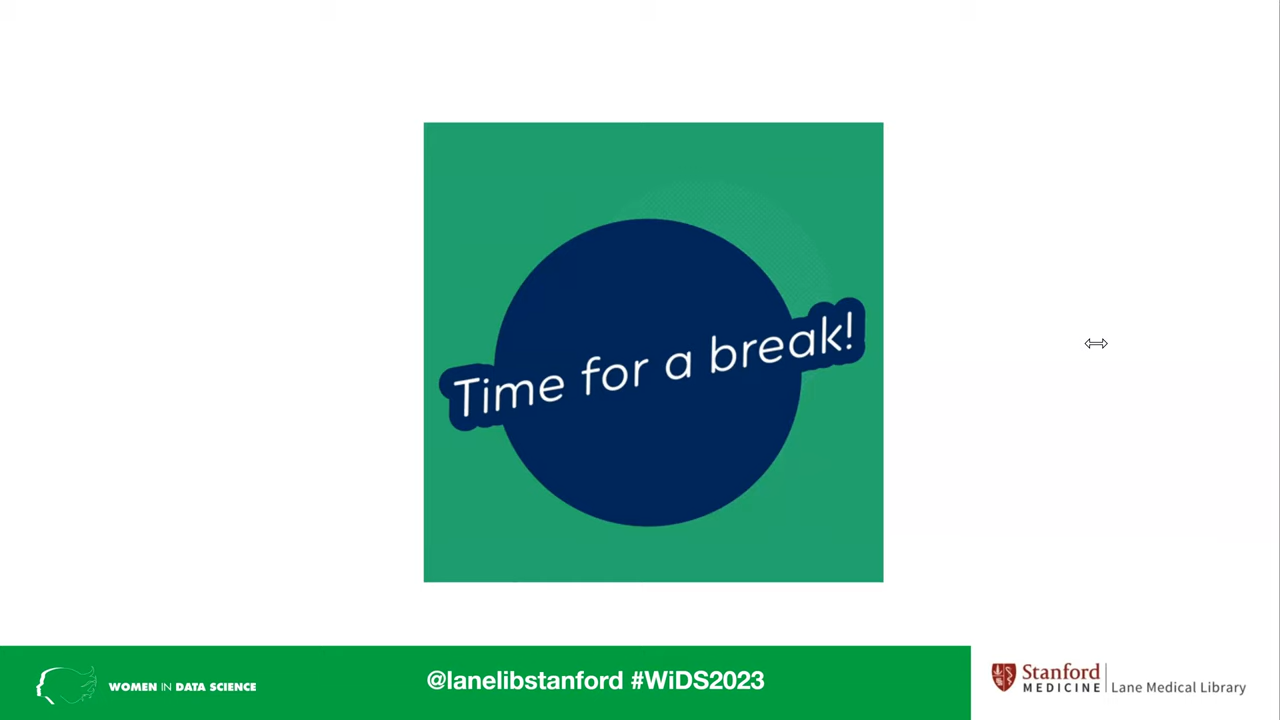 Time for a break!
WOMEN IN DATA SCIENCE
@lanelibstanford #WiDS2023
Stanford
MEDICINE
Lane Medical Library